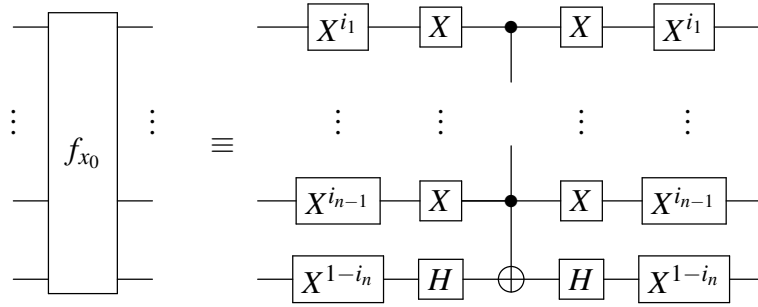 X^{i_1} X X X^{i_1}
⋮ ⋮ f_{x_0} ≡ ⋮ ⋮ ⋮ ⋮
X^{i_{n-1}} X X X^{i_{n-1}}
X^{1-i_n} H H X^{1-i_n}